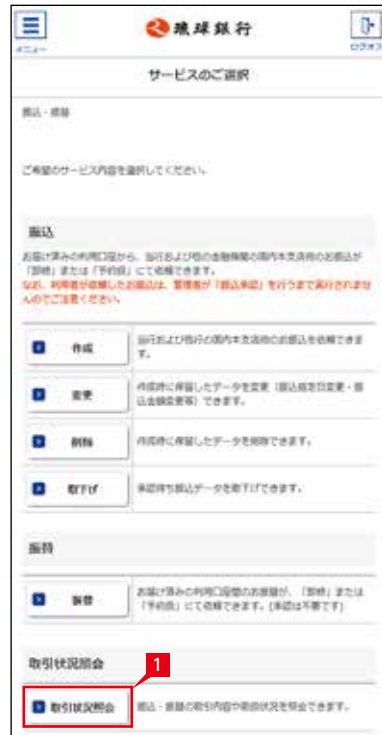 メニュー
琉球銀行
ログオフ
サービスのご選択
振込・振替
ご希望のサービス内容を選択してください。
振込
お届け済みの利用口座から、当行および他の金融機関の国内本支店宛のお振込が
「即時」または「予約扱」にて依頼できます。
なお、利用者が依頼したお振込は、管理者が「振込承認」を行うまで実行されませ
んのでご注意ください。
作成
当行および他行の国内本支店宛のお振込を依頼できま
す。
変更
作成時に保留したデータを変更（振込指定日変更・振
込金額変更等）できます。
削除
作成時に保留したデータを削除できます。
取下げ
承認待ち振込データを取下げできます。
振替
振替
お届け済みの利用口座間のお振替が、「即時」または
「予約扱」にて依頼できます。(承認は不要です)
取引状況照会
1
取引状況照会
振込・振替の取引内容や取扱状況を照会できます。